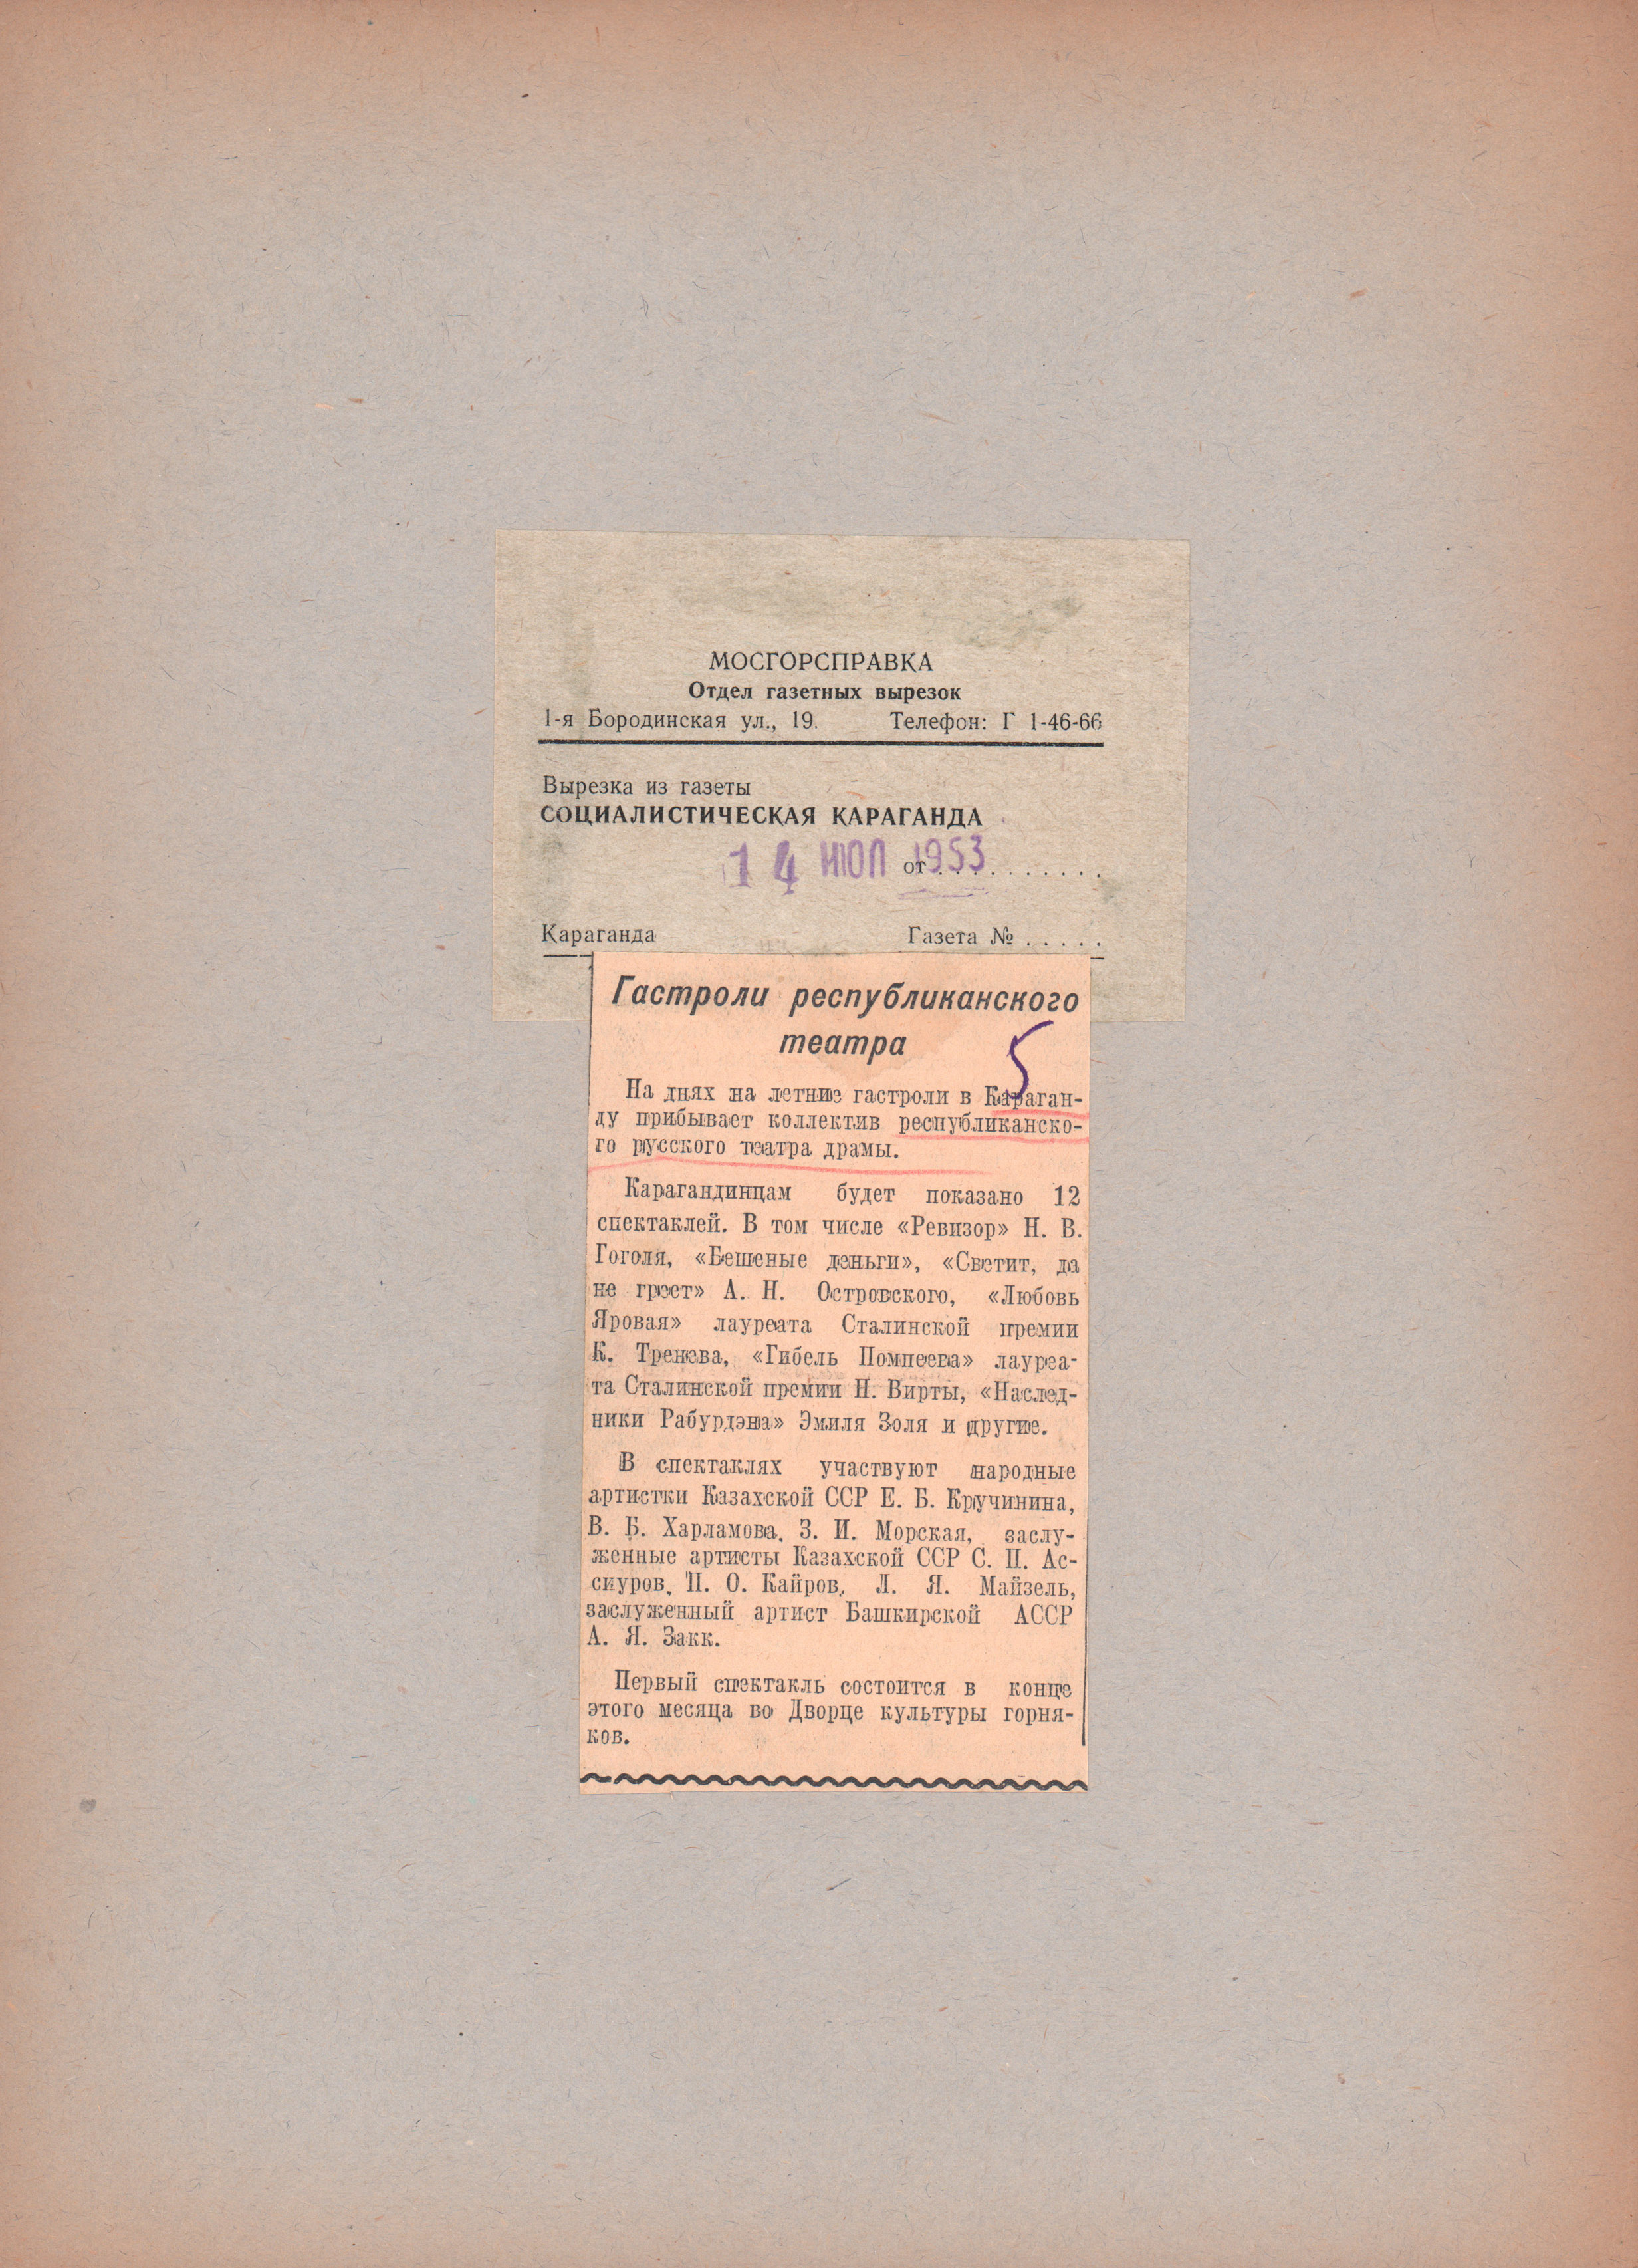 МОСГОРСПРАВКА
Отдел газетных вырезок
1-я Бородинская ул., 19. Телефон: Г 1-46-66
Вырезка из газеты
СОЦИАЛИСТИЧЕСКАЯ КАРАГАНДА
14 ИЮЛ от 1953 . . . . . . . . . .
Караганда Газета № . . . . .
Гастроли республиканского
театра
5
На днях на летние гастроли в Караган-
ду прибывает коллектив республиканско-
го русского театра драмы.
Карагандинцам будет показано 12
спектаклей. В том числе «Ревизор» Н. В.
Гоголя, «Бешеные деньги», «Светит, да
не греет» А. Н. Островского, «Любовь
Яровая» лауреата Сталинской премии
К. Тренева, «Гибель Помпеева» лауреа-
та Сталинской премии Н. Вирты, «Наслед-
ники Рабурдэна» Эмиля Золя и другие.
В спектаклях участвуют народные
артистки Казахской ССР Е. Б. Кручинина,
В. Б. Харламова, З. И. Морская, заслу-
женные артисты Казахской ССР С. П. Ас-
сиуров, П. О. Кайров, Л. Я. Майзель,
заслуженный артист Башкирской АССР
А. Я. Закк.
Первый спектакль состоится в конце
этого месяца во Дворце культуры горня-
ков.